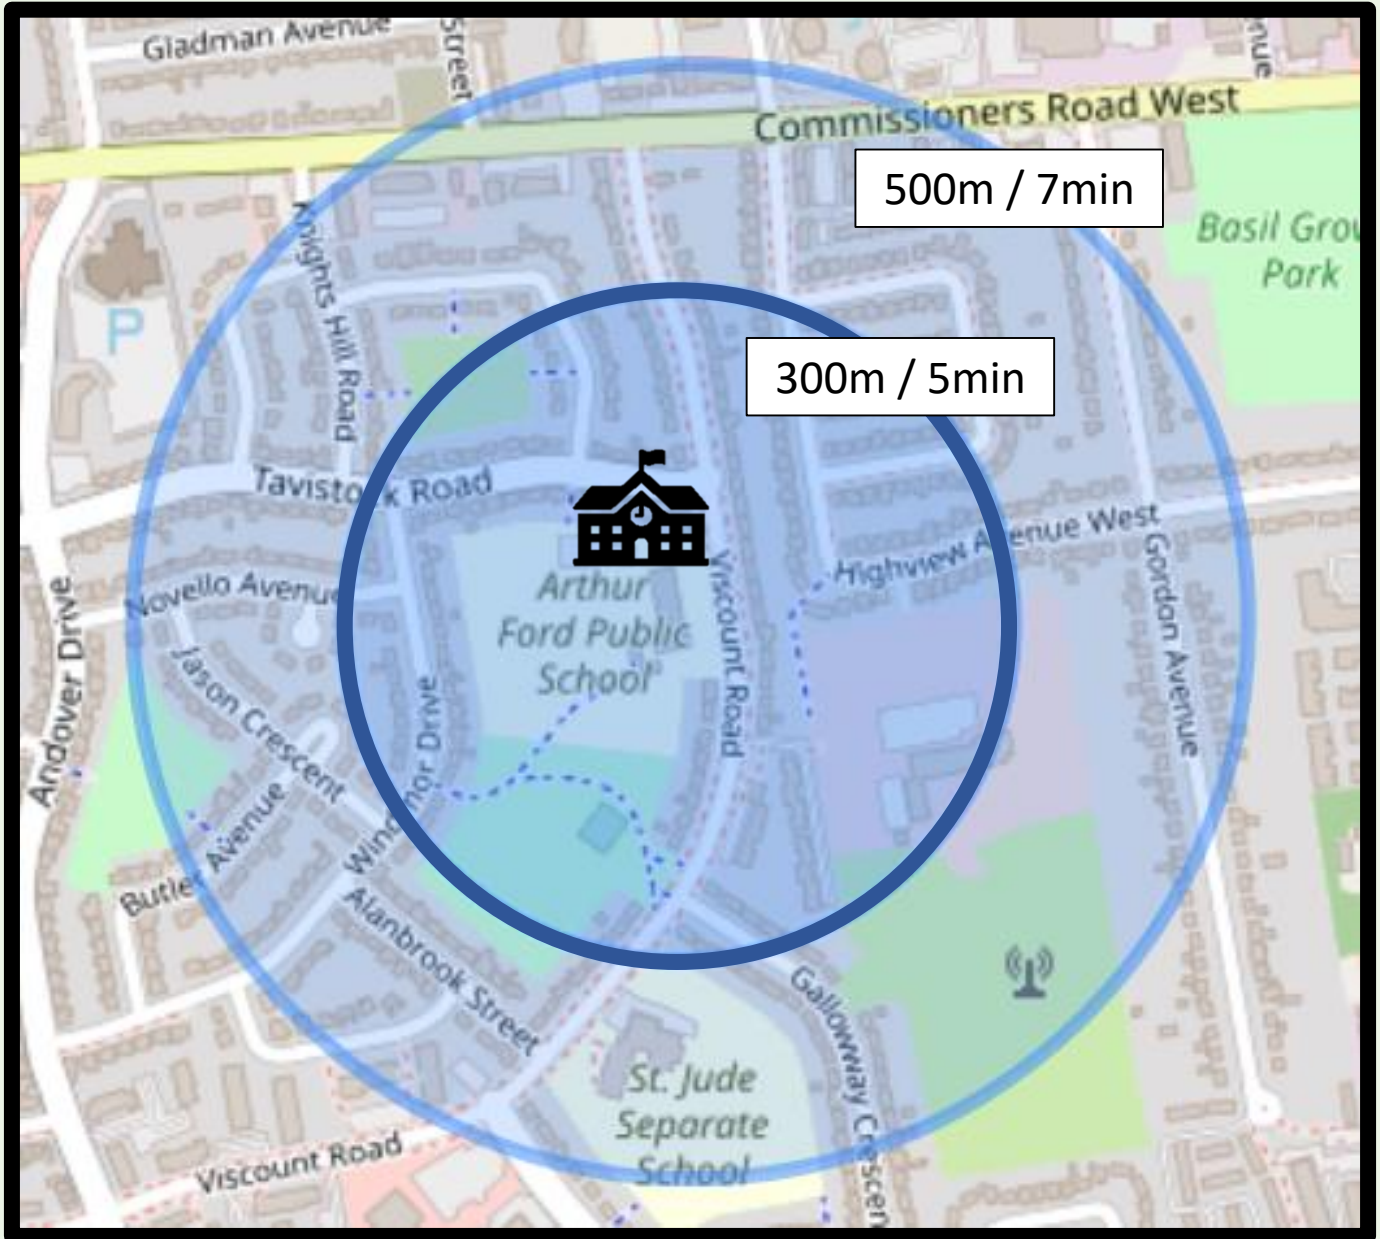 Gladman Avenue
Street
nue
Commissioners Road West
500m / 7min
Basil Grov
Park
Knights Hill Road
P
300m / 5min
Tavistock Road
Highview Avenue West
Arthur
Ford Public
School
Novello Avenue
Viscount Road
Gordon Avenue
Andover Drive
Jason Crescent
Windsor Drive
Butler Avenue
Alanbrook Street
Galloway Crescen
St. Jude
Separate
School
Viscount Road